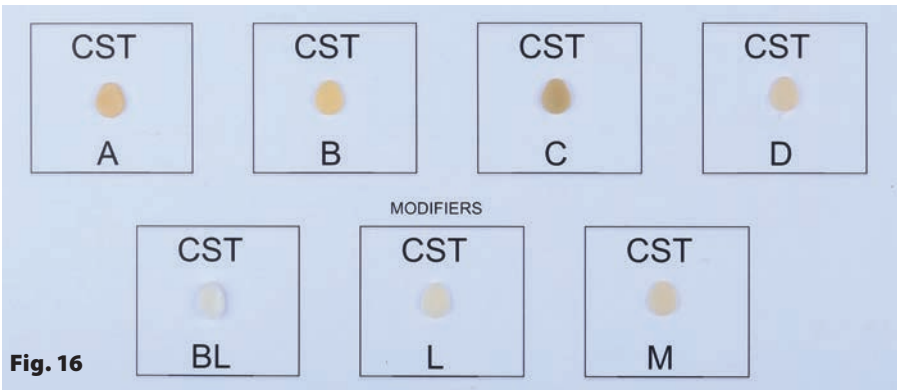 CST CST CST CST
A B C D
MODIFIERS
CST CST CST
BL L M
Fig. 16